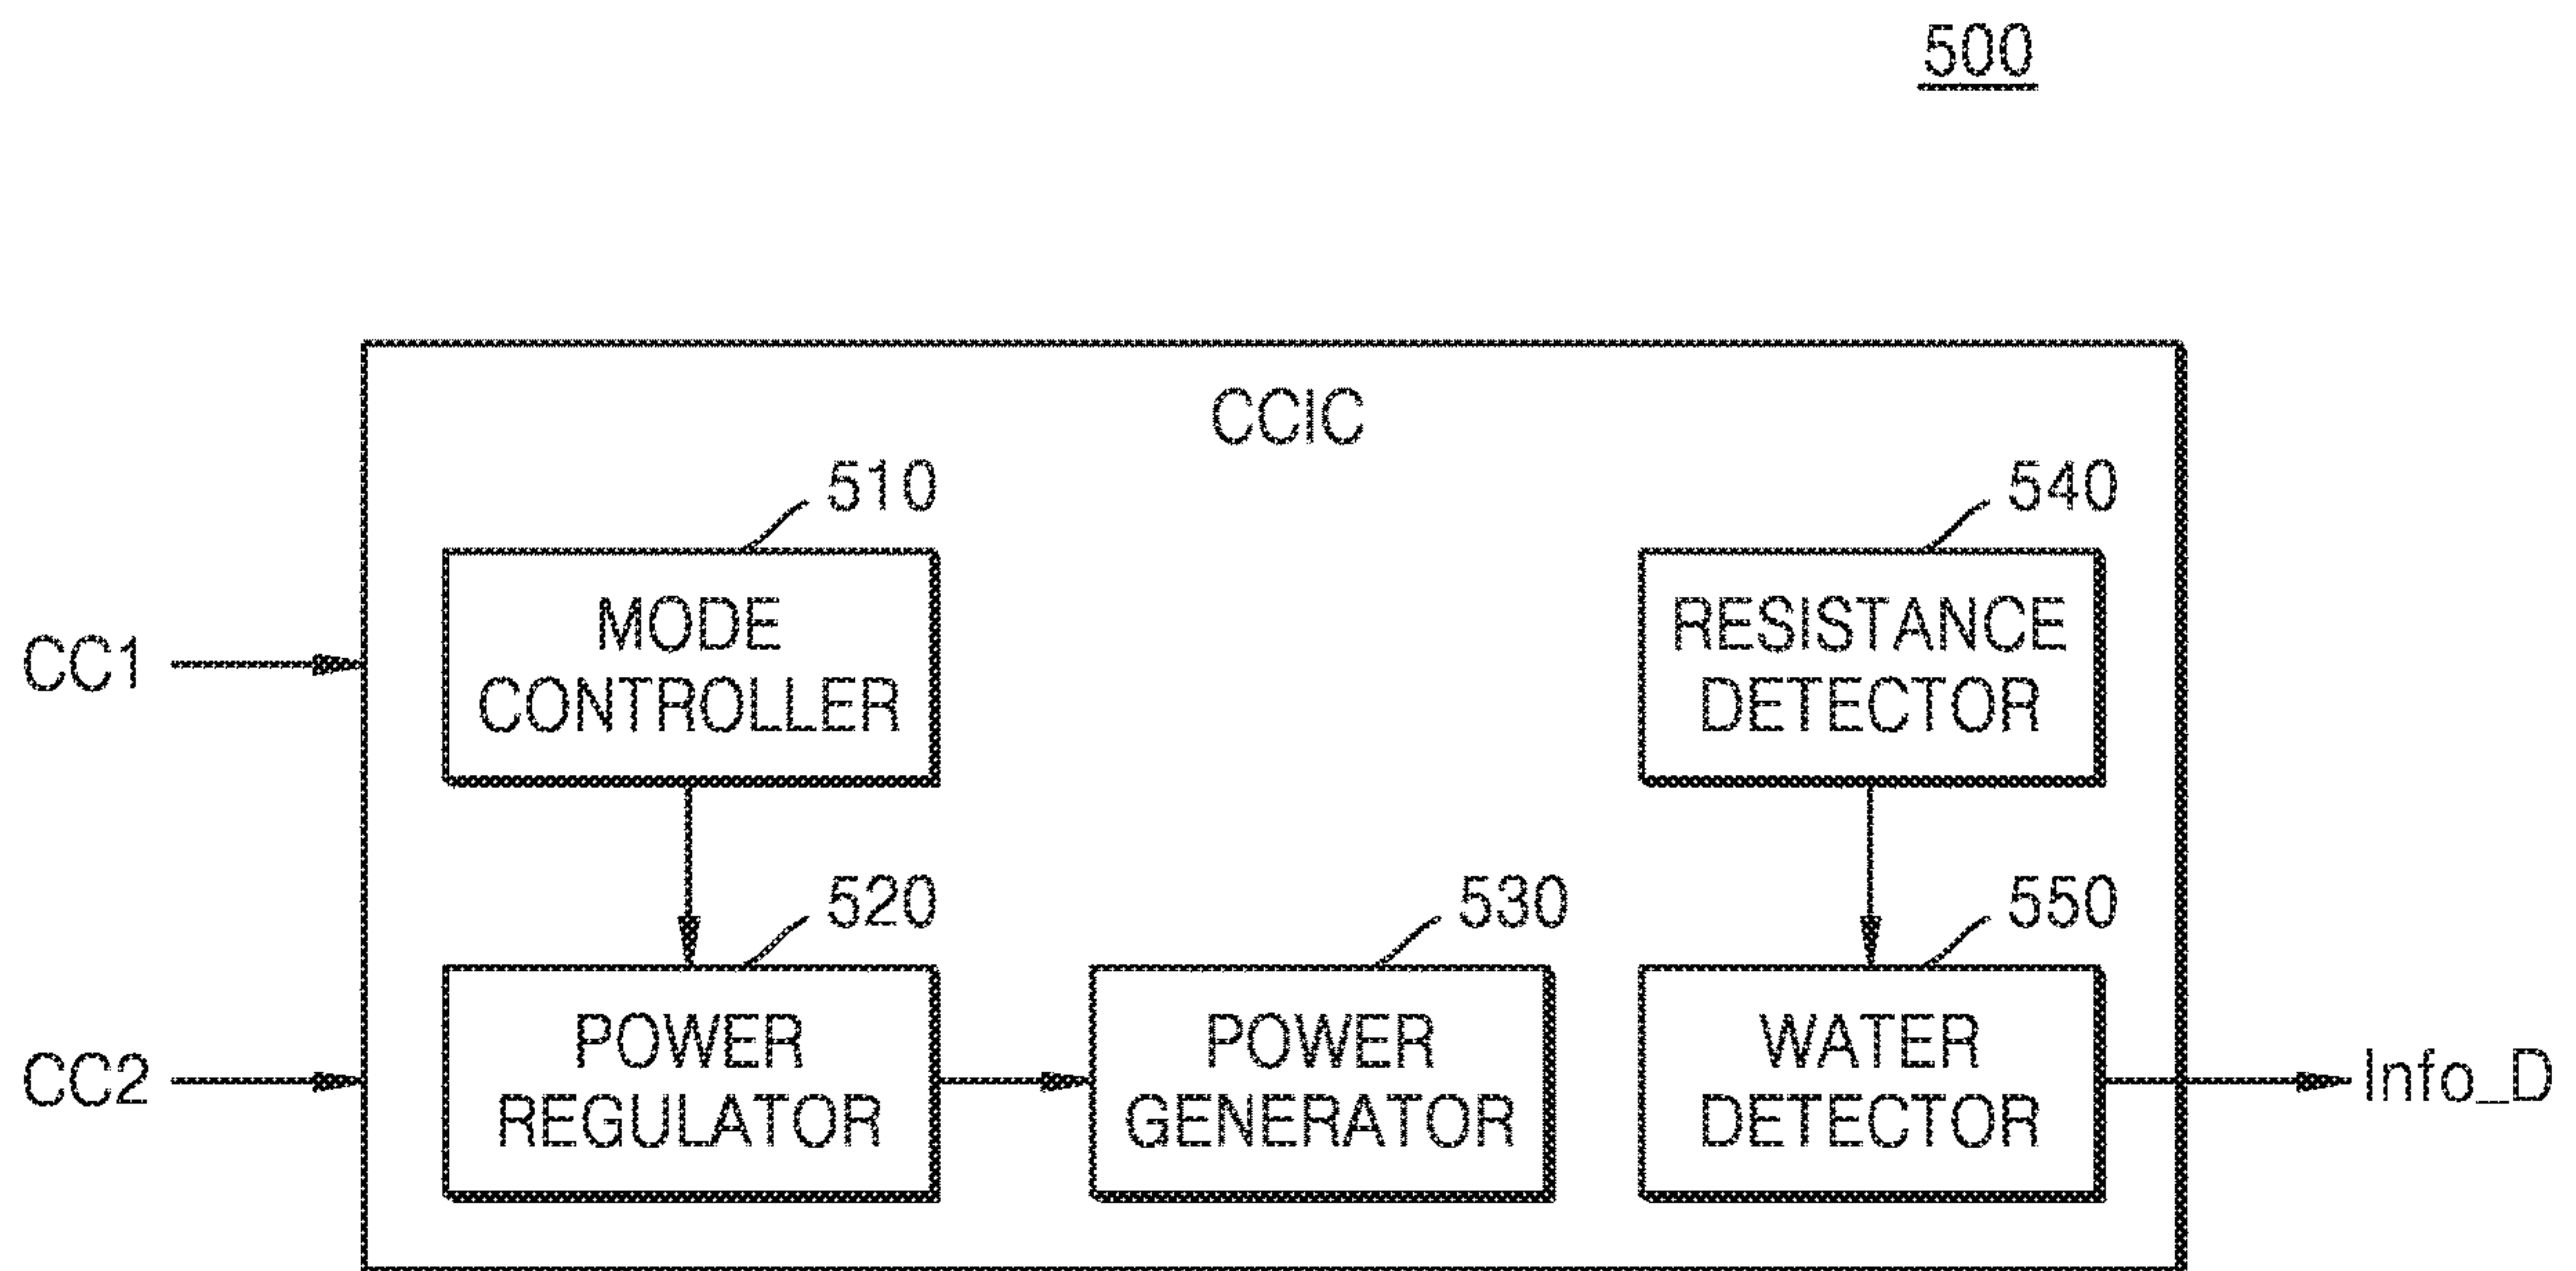 500
CCIC
510
540
MODE
CONTROLLER
RESISTANCE
DETECTOR
CC1
520
530
550
POWER
REGULATOR
POWER
GENERATOR
WATER
DETECTOR
CC2
Info_D